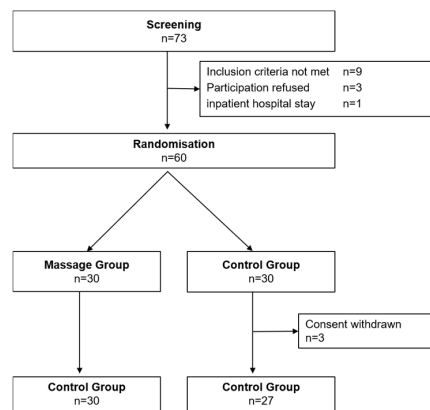 Screening
n=73
Inclusion criteria not met n=9
Participation refused n=3
inpatient hospital stay n=1
Randomisation
n=60
Massage Group
n=30
Control Group
n=30
Consent withdrawn
n=3
Control Group
n=30
Control Group
n=27